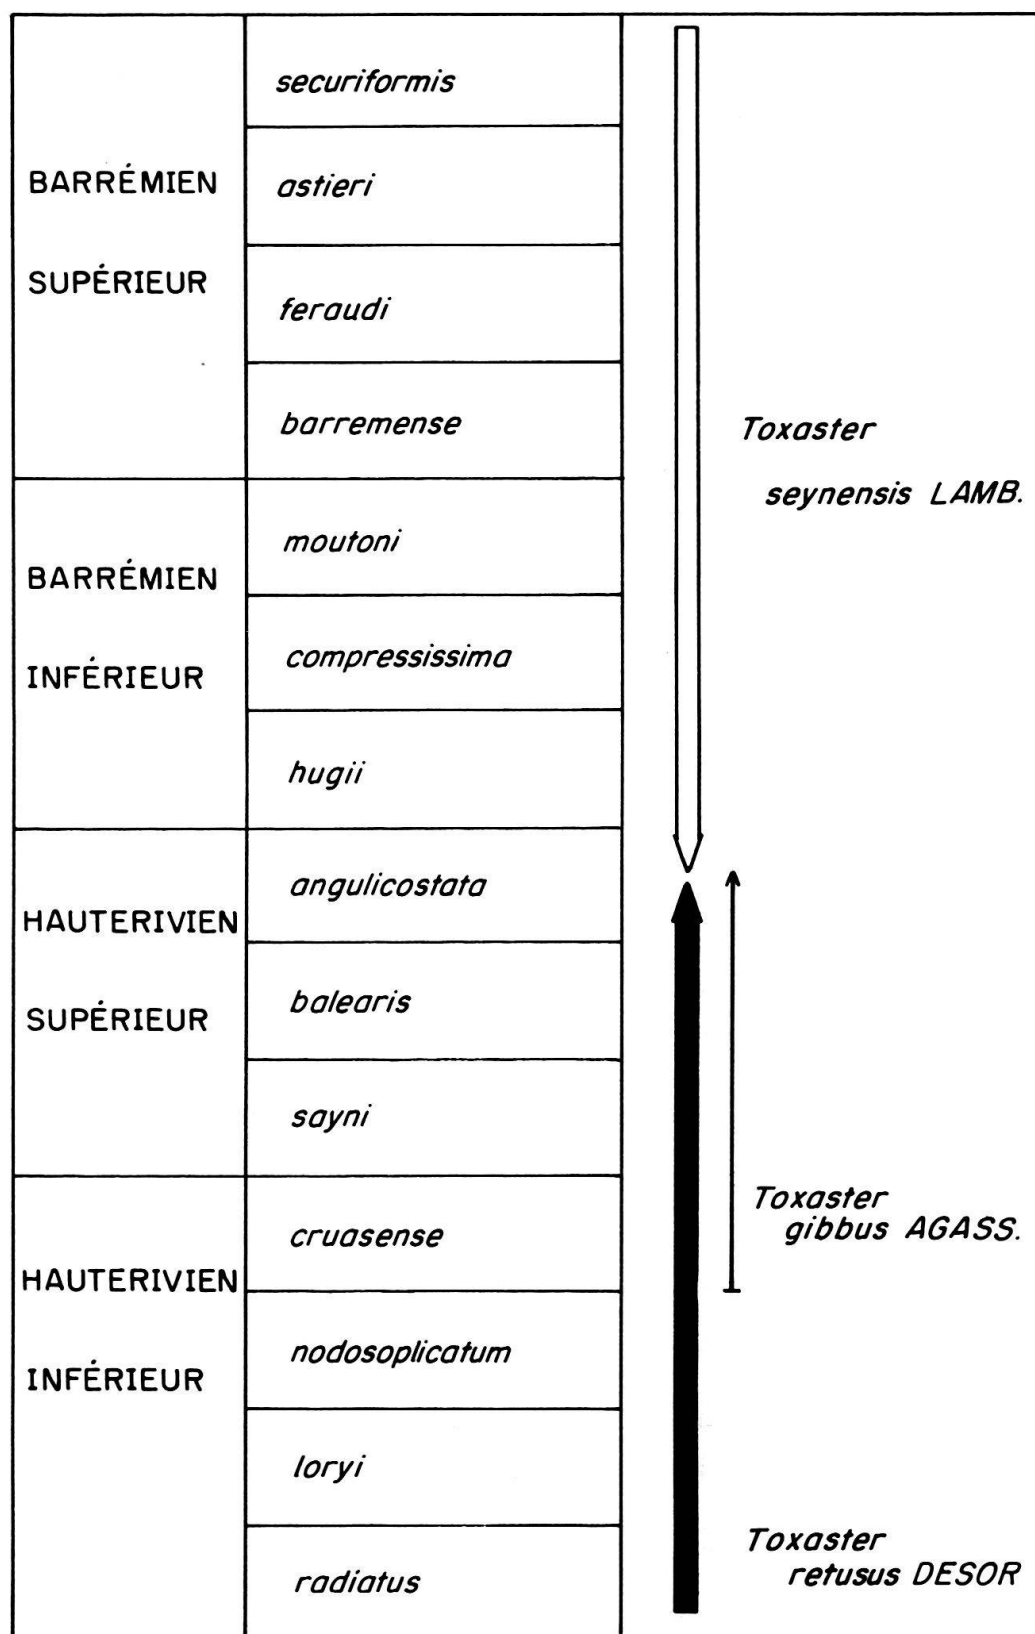 BARRÉMIEN
SUPÉRIEUR
securiformis
astieri
feraudi
barremense
BARRÉMIEN
INFÉRIEUR
moutoni
compressissima
hugii
HAUTERIVIEN
SUPÉRIEUR
angulicostata
balearis
sayni
HAUTERIVIEN
INFÉRIEUR
cruasense
nodosoplicatum
loryi
radiatus
Toxaster
seynensis LAMB.
Toxaster
gibbus AGASS.
Toxaster
retusus DESOR